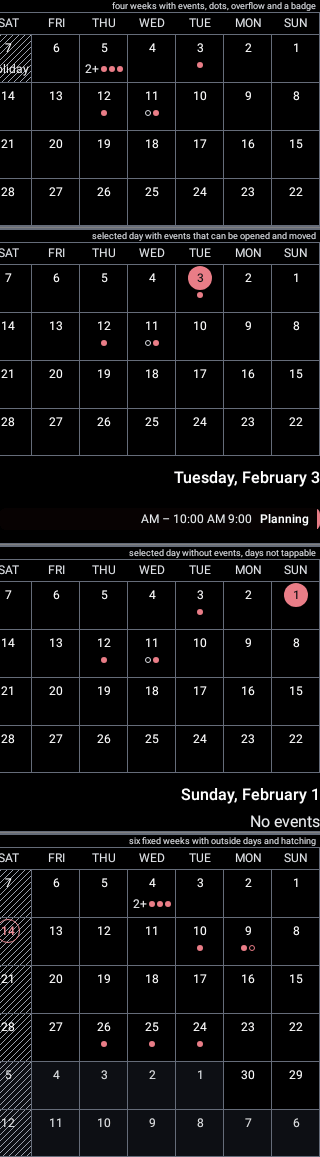 four weeks with events, dots, overflow and a badge
SAT FRI THU WED TUE MON SUN
7 6 5 4 3 2 1
oliday 2+
14 13 12 11 10 9 8
21 20 19 18 17 16 15
28 27 26 25 24 23 22
selected day with events that can be opened and moved
SAT FRI THU WED TUE MON SUN
7 6 5 4 3 2 1
14 13 12 11 10 9 8
21 20 19 18 17 16 15
28 27 26 25 24 23 22
Tuesday, February 3
AM – 10:00 AM 9:00 Planning
selected day without events, days not tappable
SAT FRI THU WED TUE MON SUN
7 6 5 4 3 2 1
14 13 12 11 10 9 8
21 20 19 18 17 16 15
28 27 26 25 24 23 22
Sunday, February 1
No events
six fixed weeks with outside days and hatching
SAT FRI THU WED TUE MON SUN
7 6 5 4 3 2 1
2+
14 13 12 11 10 9 8
21 20 19 18 17 16 15
28 27 26 25 24 23 22
5 4 3 2 1 30 29
12 11 10 9 8 7 6